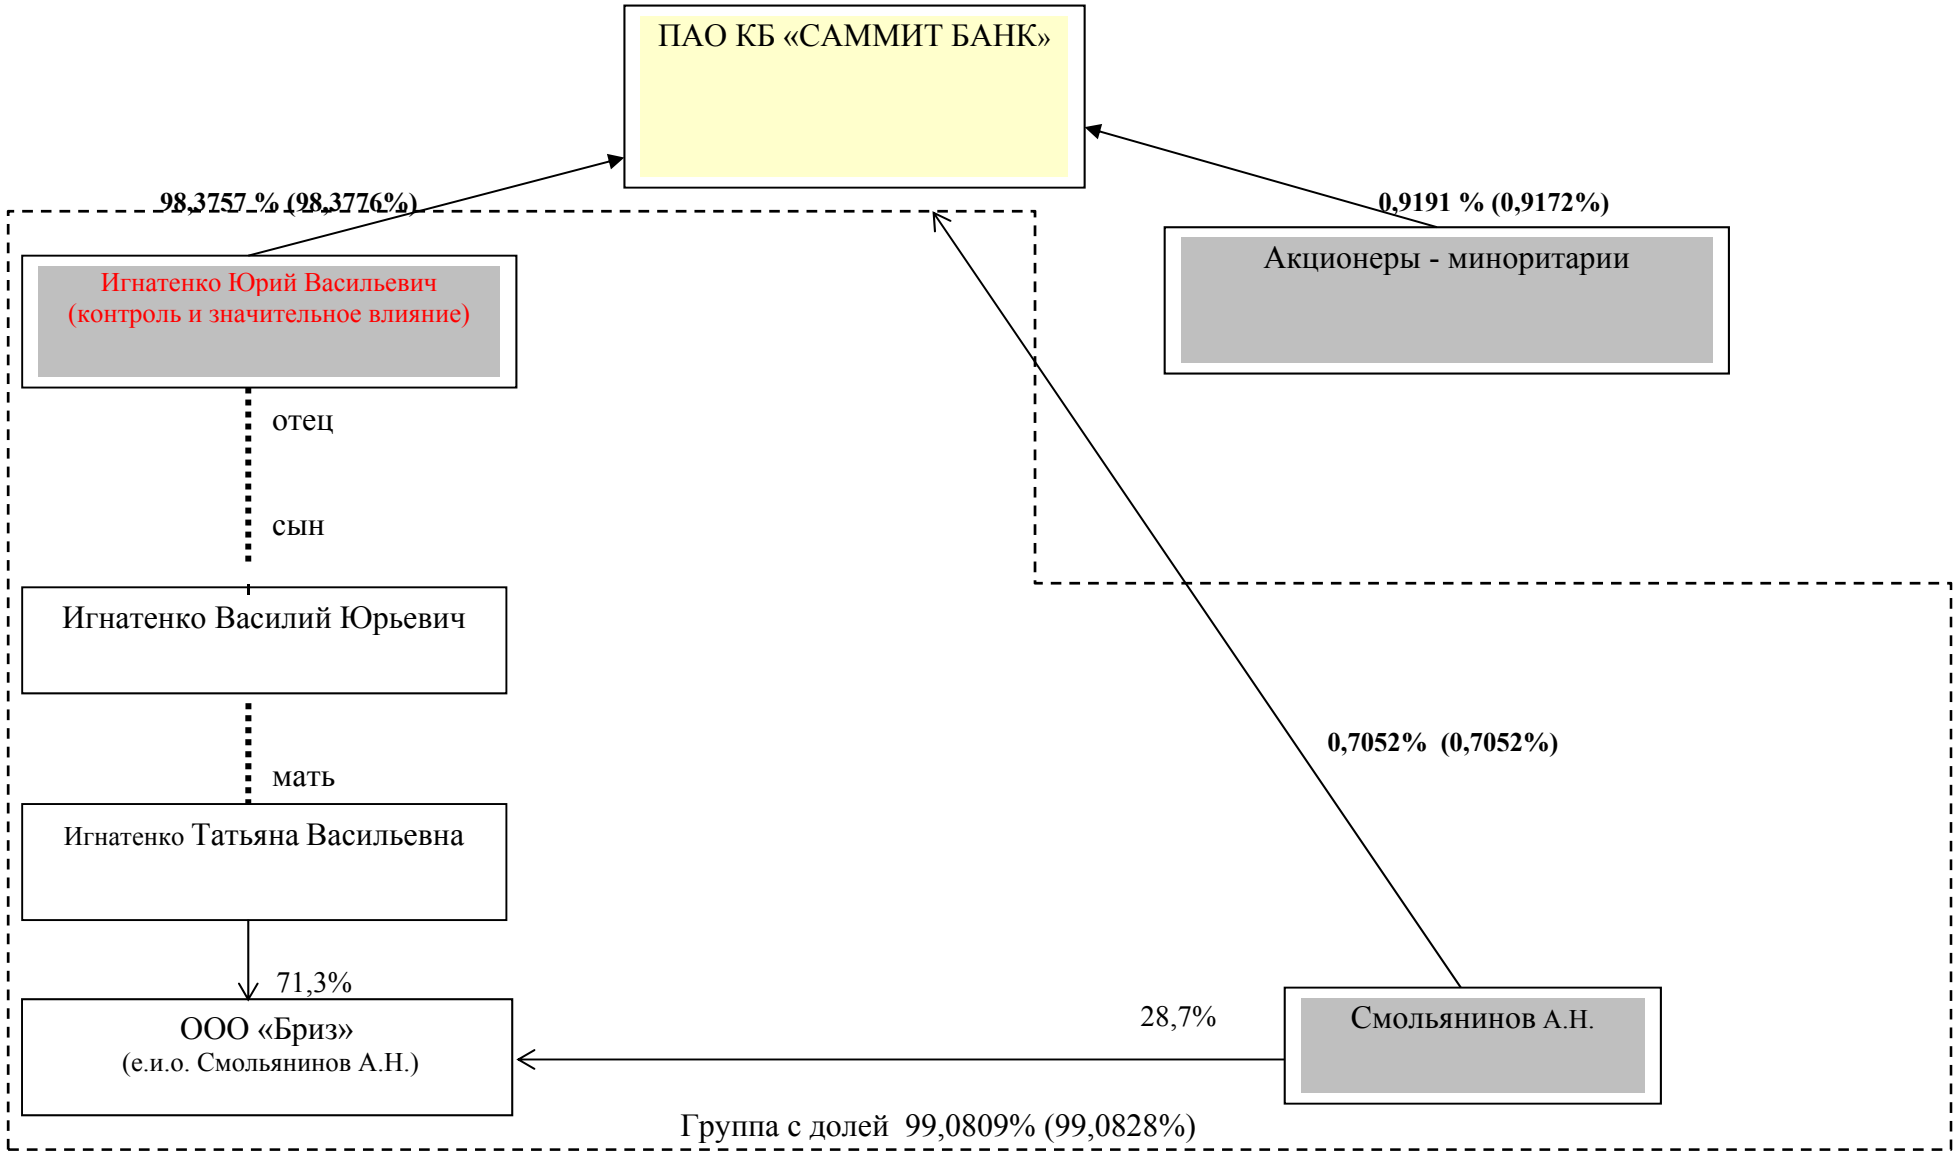 ПАО КБ «САММИТ БАНК»
98,3757 % (98,3776%)
0,9191 % (0,9172%)
Игнатенко Юрий Васильевич
(контроль и значительное влияние)
Акционеры - миноритарии
отец
сын
Игнатенко Василий Юрьевич
0,7052% (0,7052%)
мать
Игнатенко Татьяна Васильевна
71,3%
ООО «Бриз»
(е.и.о. Смольянинов А.Н.)
28,7%
Смольянинов А.Н.
Группа с долей 99,0809% (99,0828%)